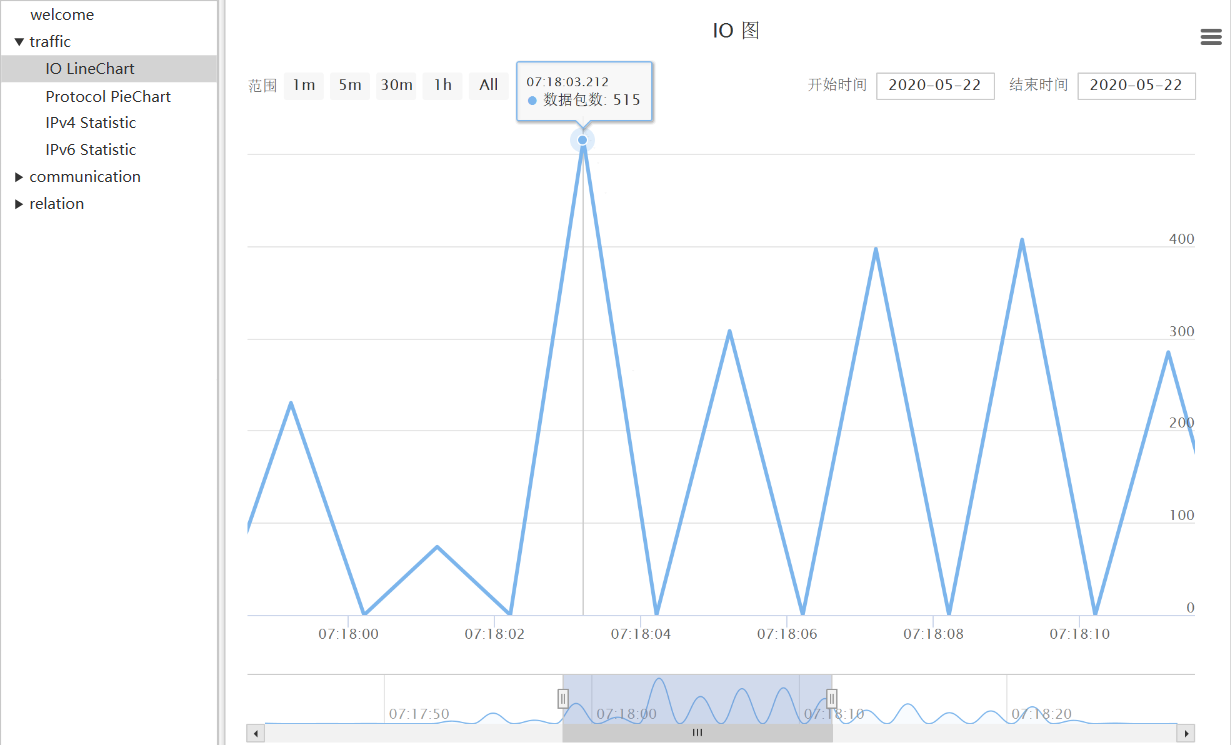 welcome
traffic
IO LineChart
Protocol PieChart
IPv4 Statistic
IPv6 Statistic
communication
relation
IO 图
范围 1m 5m 30m 1h All
07:18:03.212
数据包数: 515
开始时间 2020-05-22 结束时间 2020-05-22
400
300
200
100
0
07:18:00 07:18:02 07:18:04 07:18:06 07:18:08 07:18:10
07:17:50 07:18:00 07:18:10 07:18:20